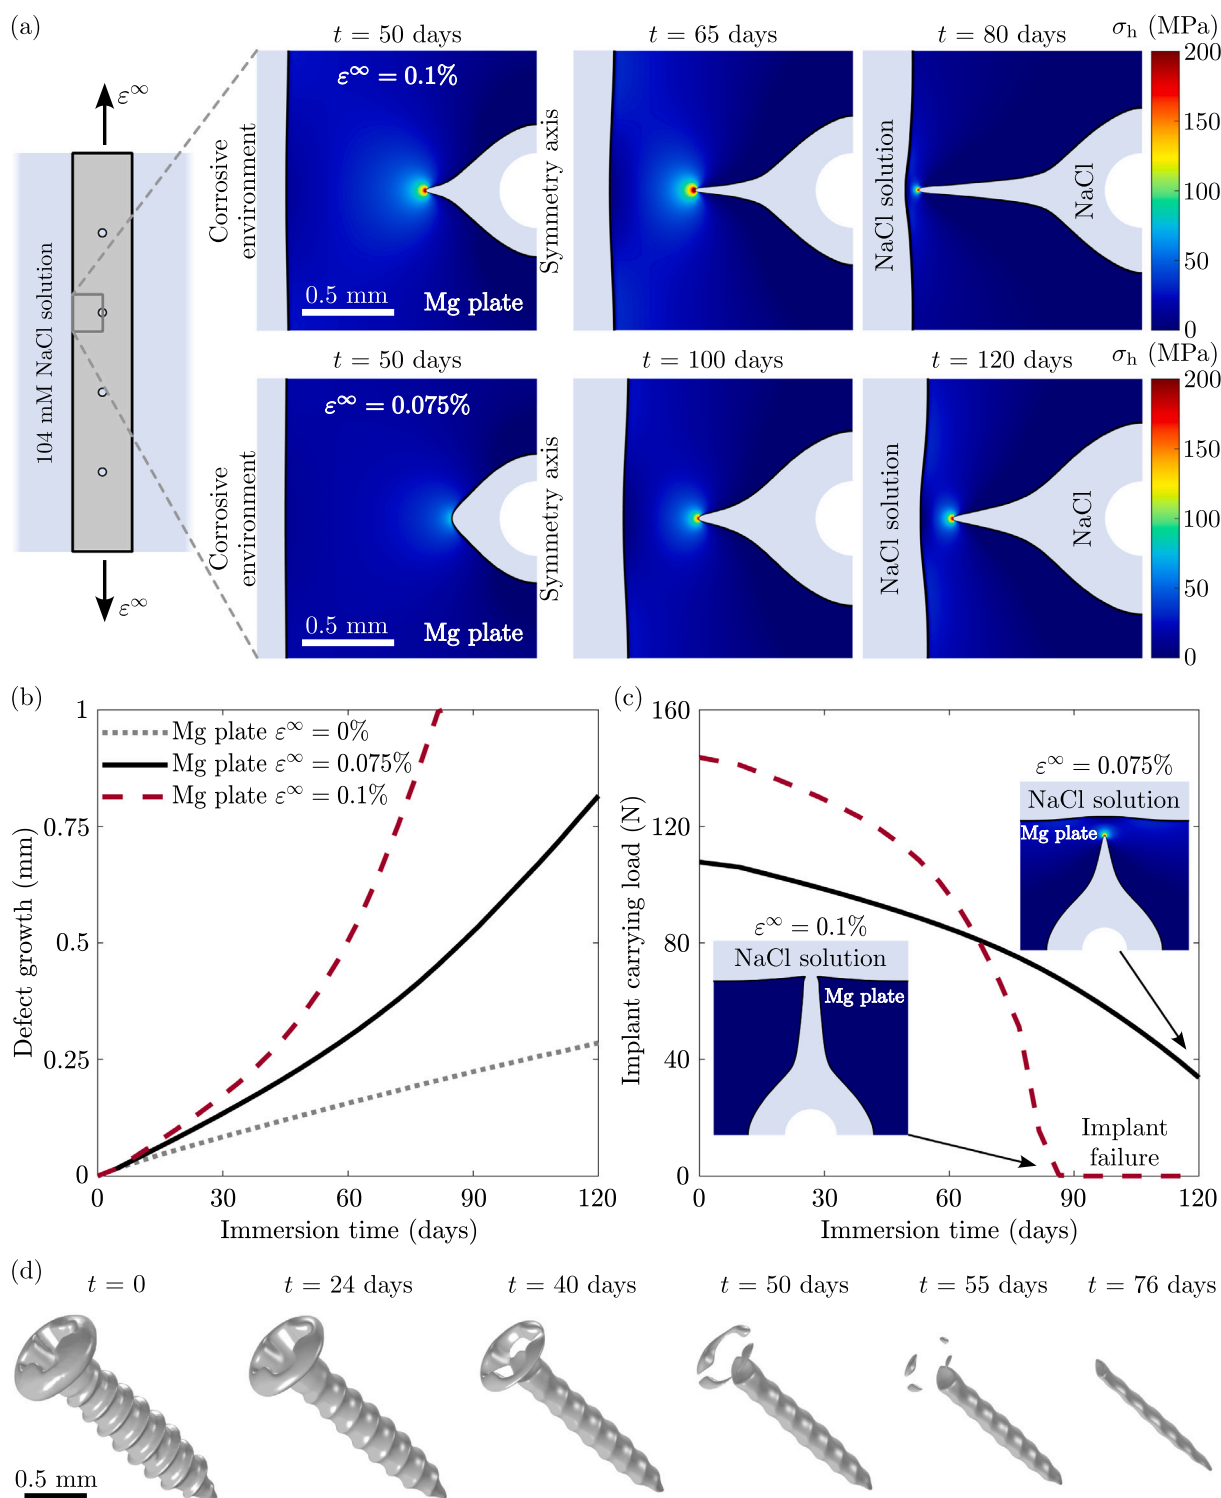 (a)
t = 50 days
t = 65 days
t = 80 days
σh (MPa)
ε∞
104 mM NaCl solution
ε∞
Corrosive
environment
ε∞ = 0.1%
0.5 mm
Mg plate
Symmetry axis
NaCl solution
NaCl
200
150
100
50
0
t = 50 days
t = 100 days
t = 120 days
σh (MPa)
Corrosive
environment
ε∞ = 0.075%
0.5 mm
Mg plate
Symmetry axis
NaCl solution
NaCl
200
150
100
50
0
(b)
Defect growth (mm)
1
0.75
0.5
0.25
0
Mg plate ε∞ = 0%
Mg plate ε∞ = 0.075%
Mg plate ε∞ = 0.1%
0 30 60 90 120
Immersion time (days)
(c)
Implant carrying load (N)
160
120
80
40
0
ε∞ = 0.075%
NaCl solution
Mg plate
ε∞ = 0.1%
NaCl solution
Mg plate
Implant
failure
0 30 60 90 120
Immersion time (days)
(d)
t = 0
t = 24 days
t = 40 days
t = 50 days
t = 55 days
t = 76 days
0.5 mm